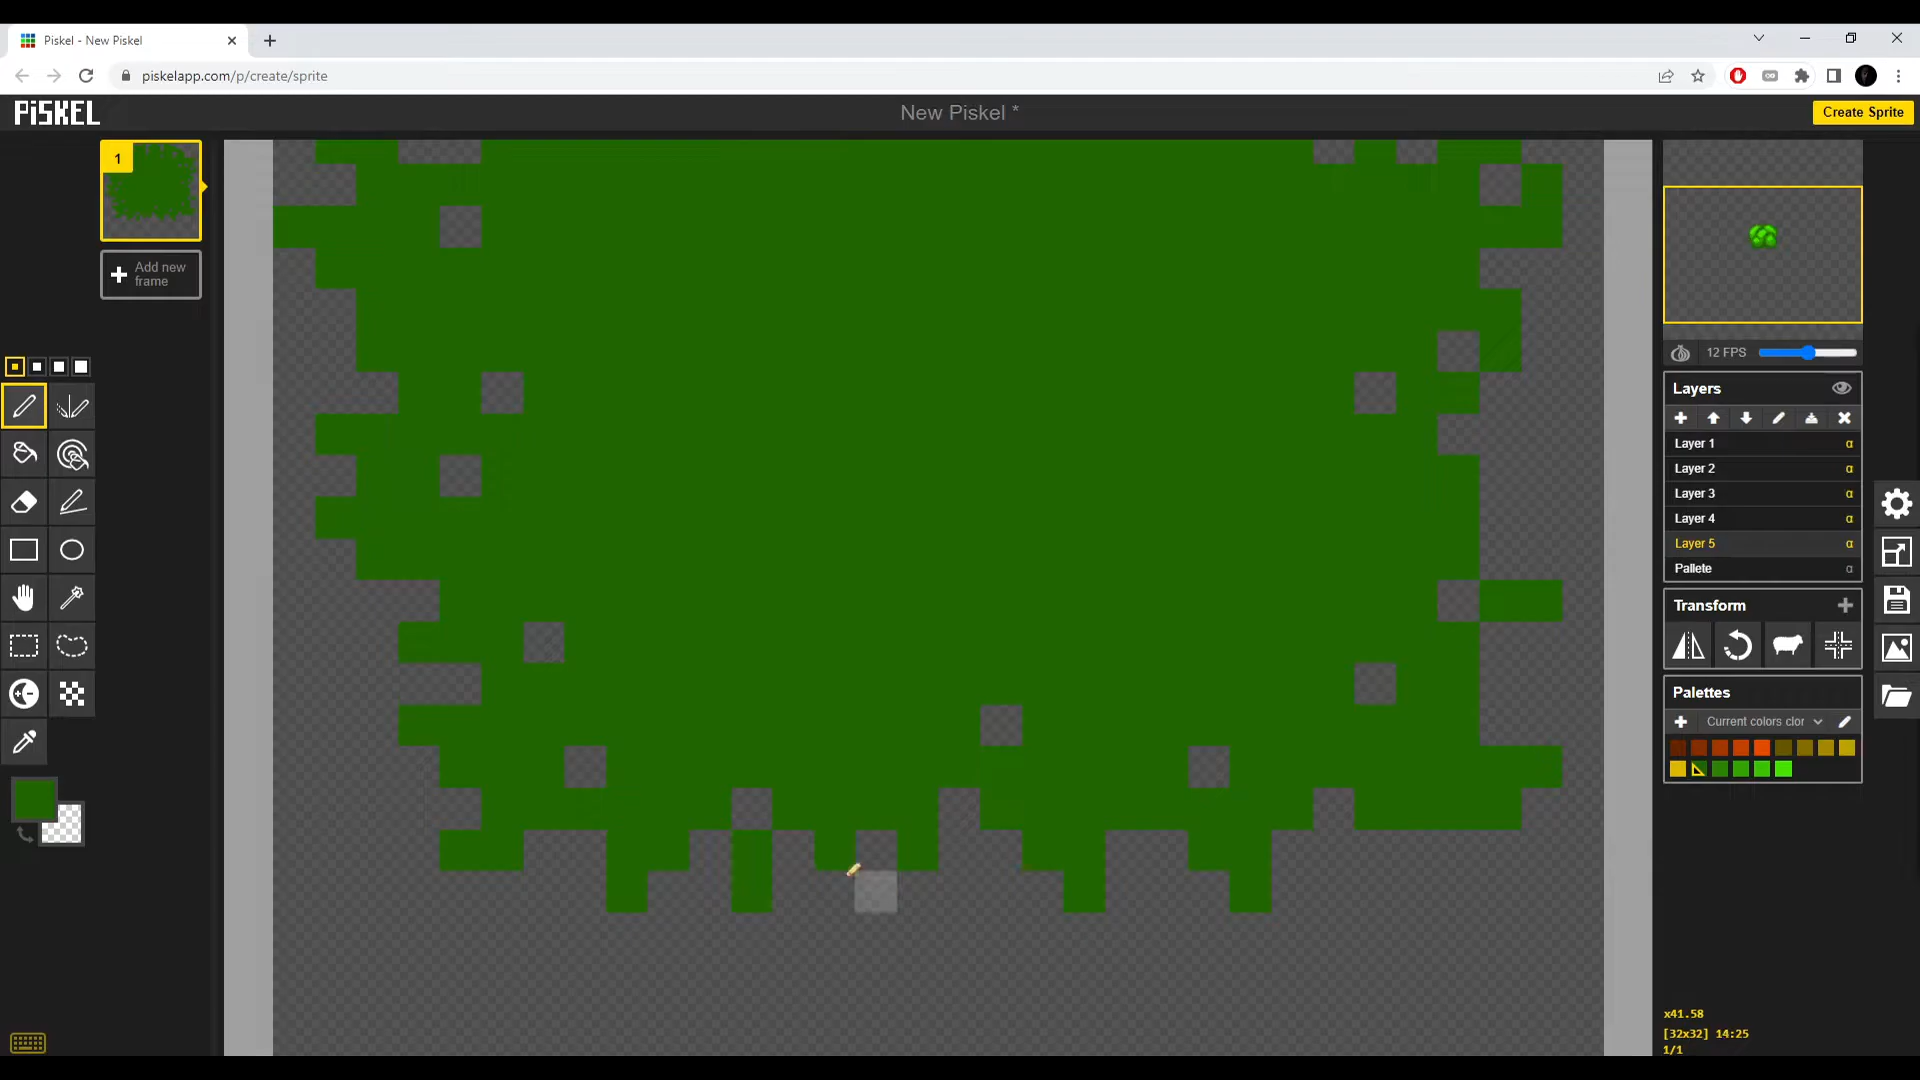 Piskel - New Piskel
piskelapp.com/p/create/sprite
PiSKEL
New Piskel *
Create Sprite
1
Add new
frame
12 FPS
Layers
Layer 1 α
Layer 2 α
Layer 3 α
Layer 4 α
Layer 5 α
Pallete α
Transform
Palettes
Current colors clor
x41.58
[32x32] 14:25
1/1